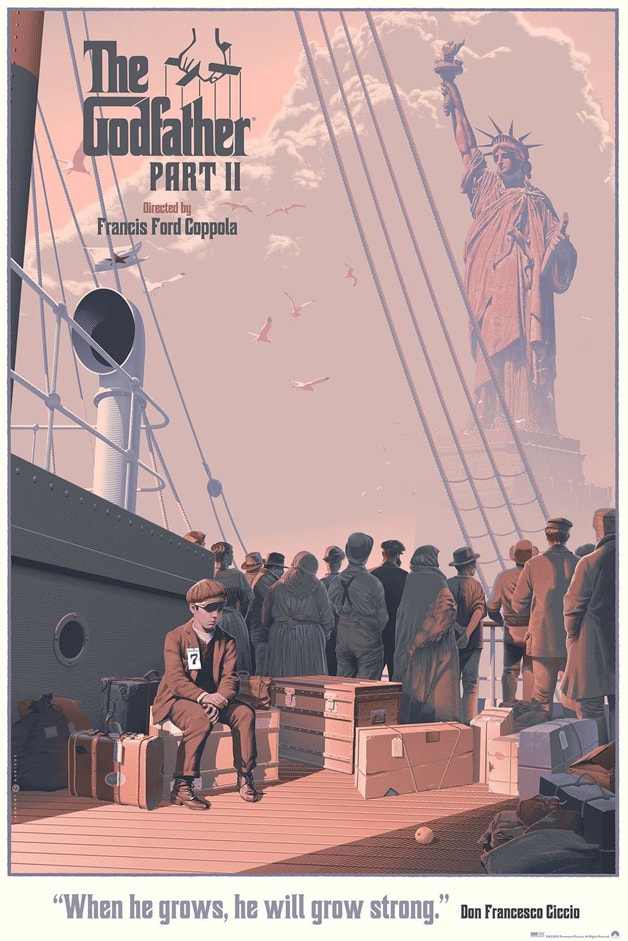 The
Godfather®
PART II
Directed by
Francis Ford Coppola
7
“When he grows, he will grow strong.” Don Francesco Ciccio